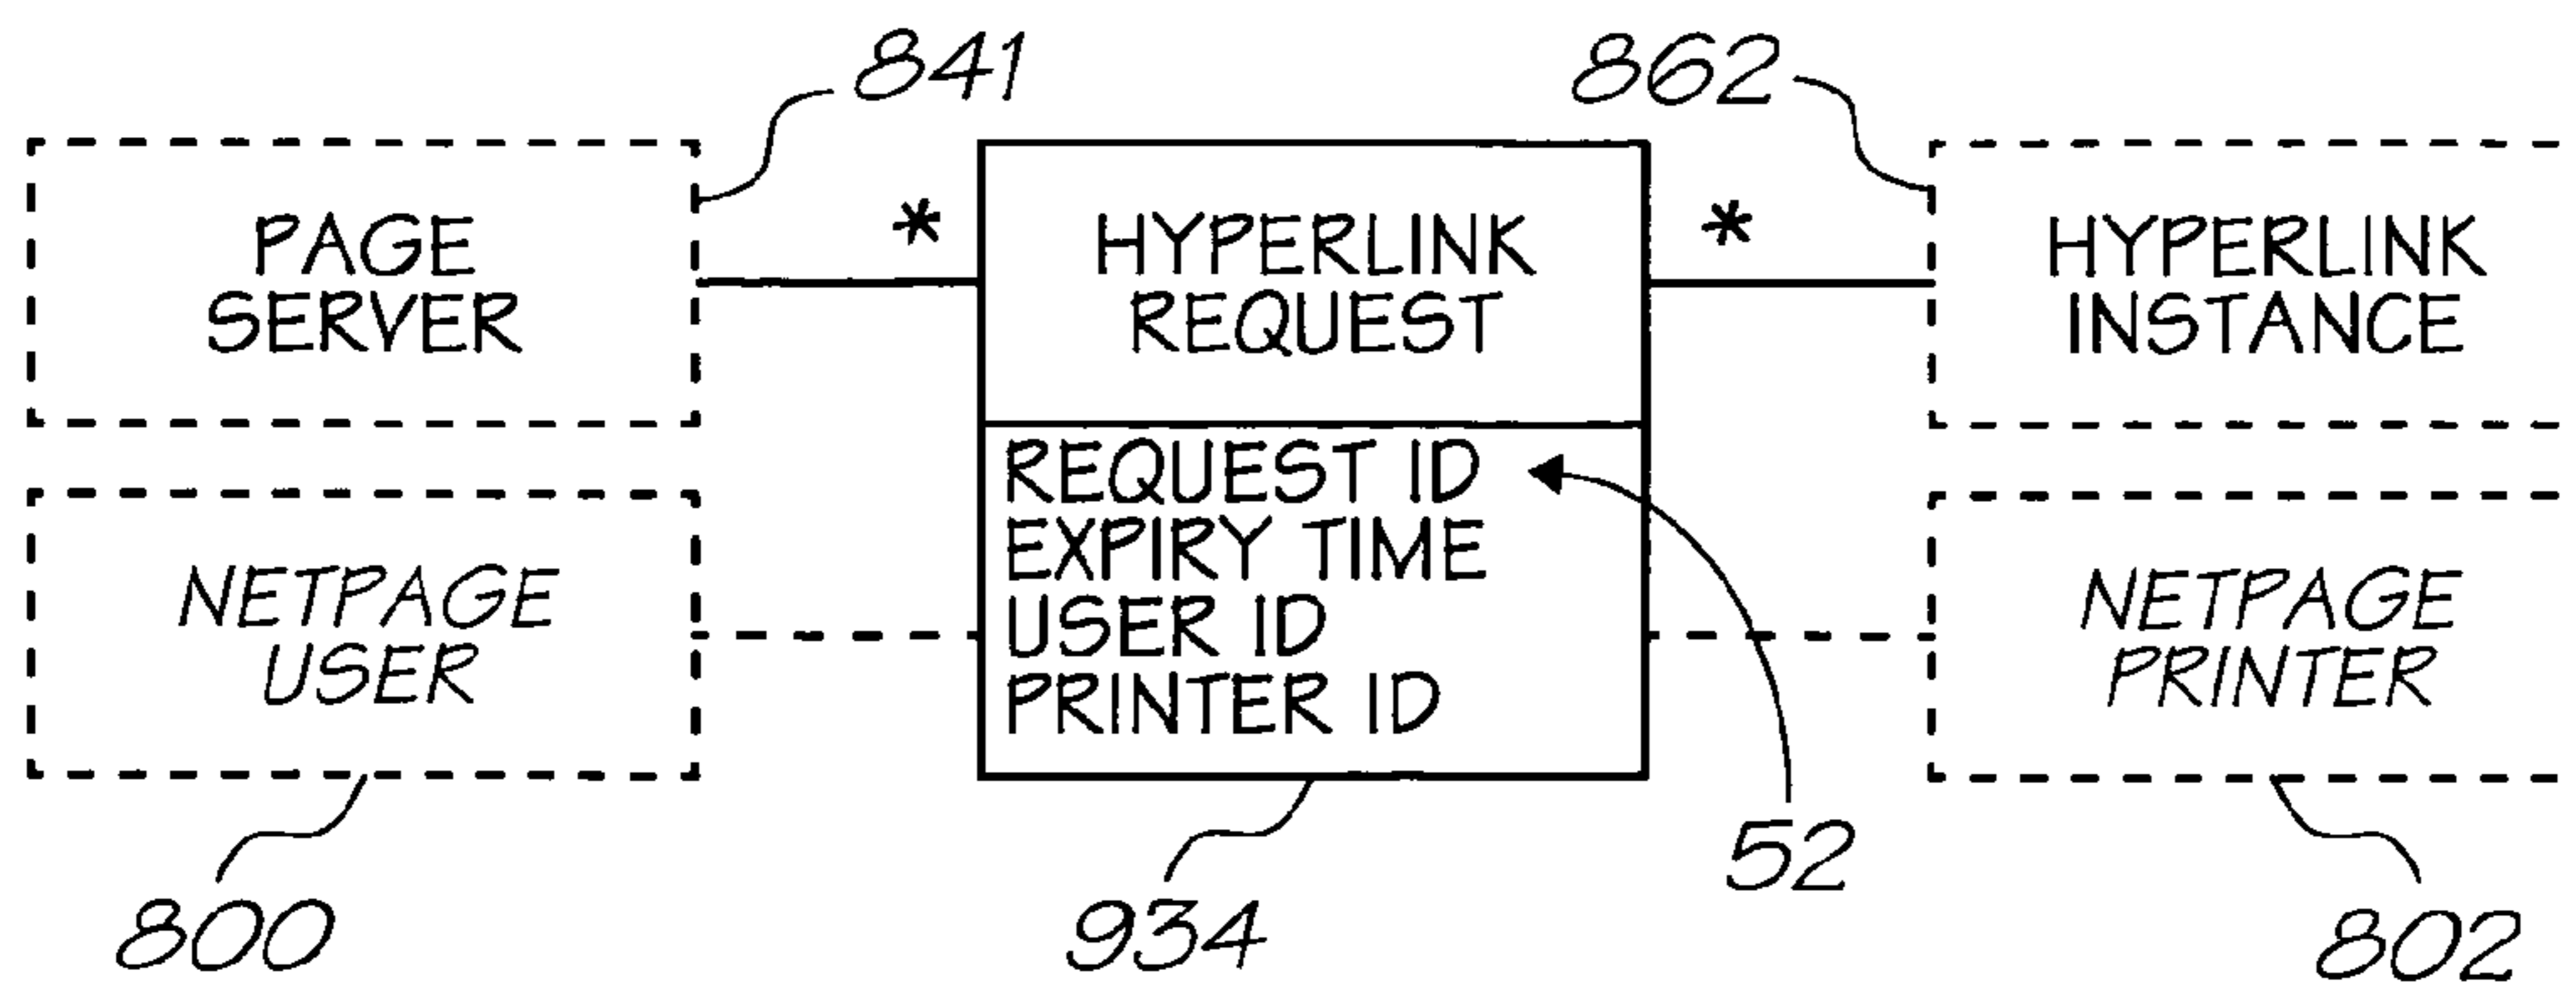 841
862
PAGE
SERVER
*
HYPERLINK
REQUEST
*
HYPERLINK
INSTANCE
REQUEST ID
EXPIRY TIME
USER ID
PRINTER ID
NETPAGE
USER
NETPAGE
PRINTER
800
934
52
802